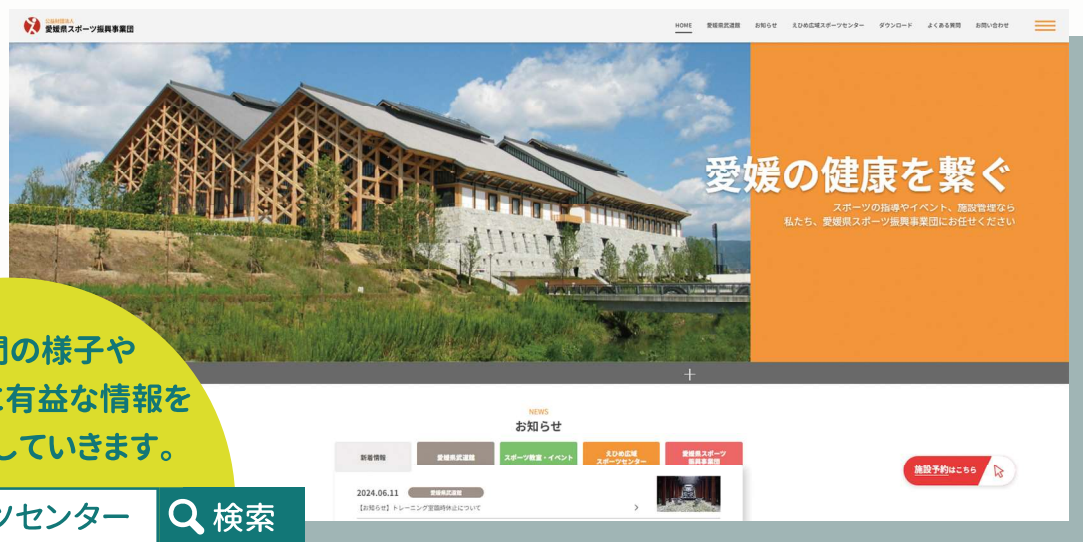 公益財団法人
愛媛県スポーツ振興事業団
HOME 愛媛県武道館 お知らせ えひめ広域スポーツセンター ダウンロード よくある質問 お問い合わせ
愛媛の健康を繋ぐ
スポーツの指導やイベント、施設管理なら
私たち、愛媛県スポーツ振興事業団にお任せください
の様子や
有益な情報を
していきます。
ツセンター 検索
NEWS
お知らせ
新着情報 愛媛県武道館 スポーツ教室・イベント えひめ広域スポーツセンター 愛媛県スポーツ振興事業団
2024.06.11 愛媛県武道館
【お知らせ】トレーニング室臨時休止について
施設予約はこちら